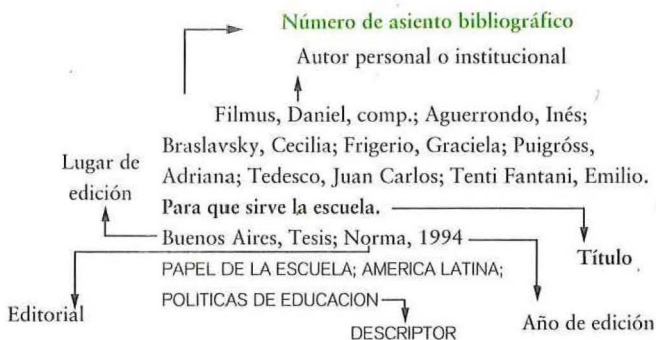 Número de asiento bibliográfico
Autor personal o institucional
Filmus, Daniel, comp.; Aguerrondo, Inés;
Braslavsky, Cecilia; Frigerio, Graciela; Puigróss,
Adriana; Tedesco, Juan Carlos; Tenti Fantani, Emilio.
Lugar de
edición
Para que sirve la escuela.
Buenos Aires, Tesis; Norma, 1994
Título
PAPEL DE LA ESCUELA; AMERICA LATINA;
POLITICAS DE EDUCACION
Editorial
DESCRIPTOR
Año de edición